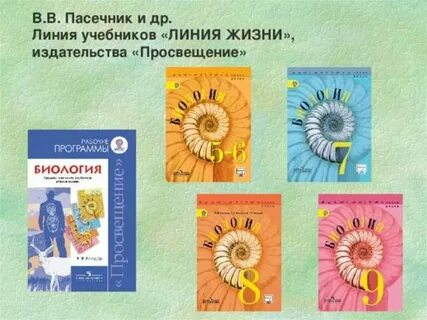 В.В. Пасечник и др.
Линия учебников «ЛИНИЯ ЖИЗНИ»,
издательства «Просвещение»
РАБОЧИЕ
ПРОГРАММЫ
БИОЛОГИЯ
«Просвещение»
БИОЛОГИЯ
5-6
БИОЛОГИЯ
7
БИОЛОГИЯ
8
БИОЛОГИЯ
9